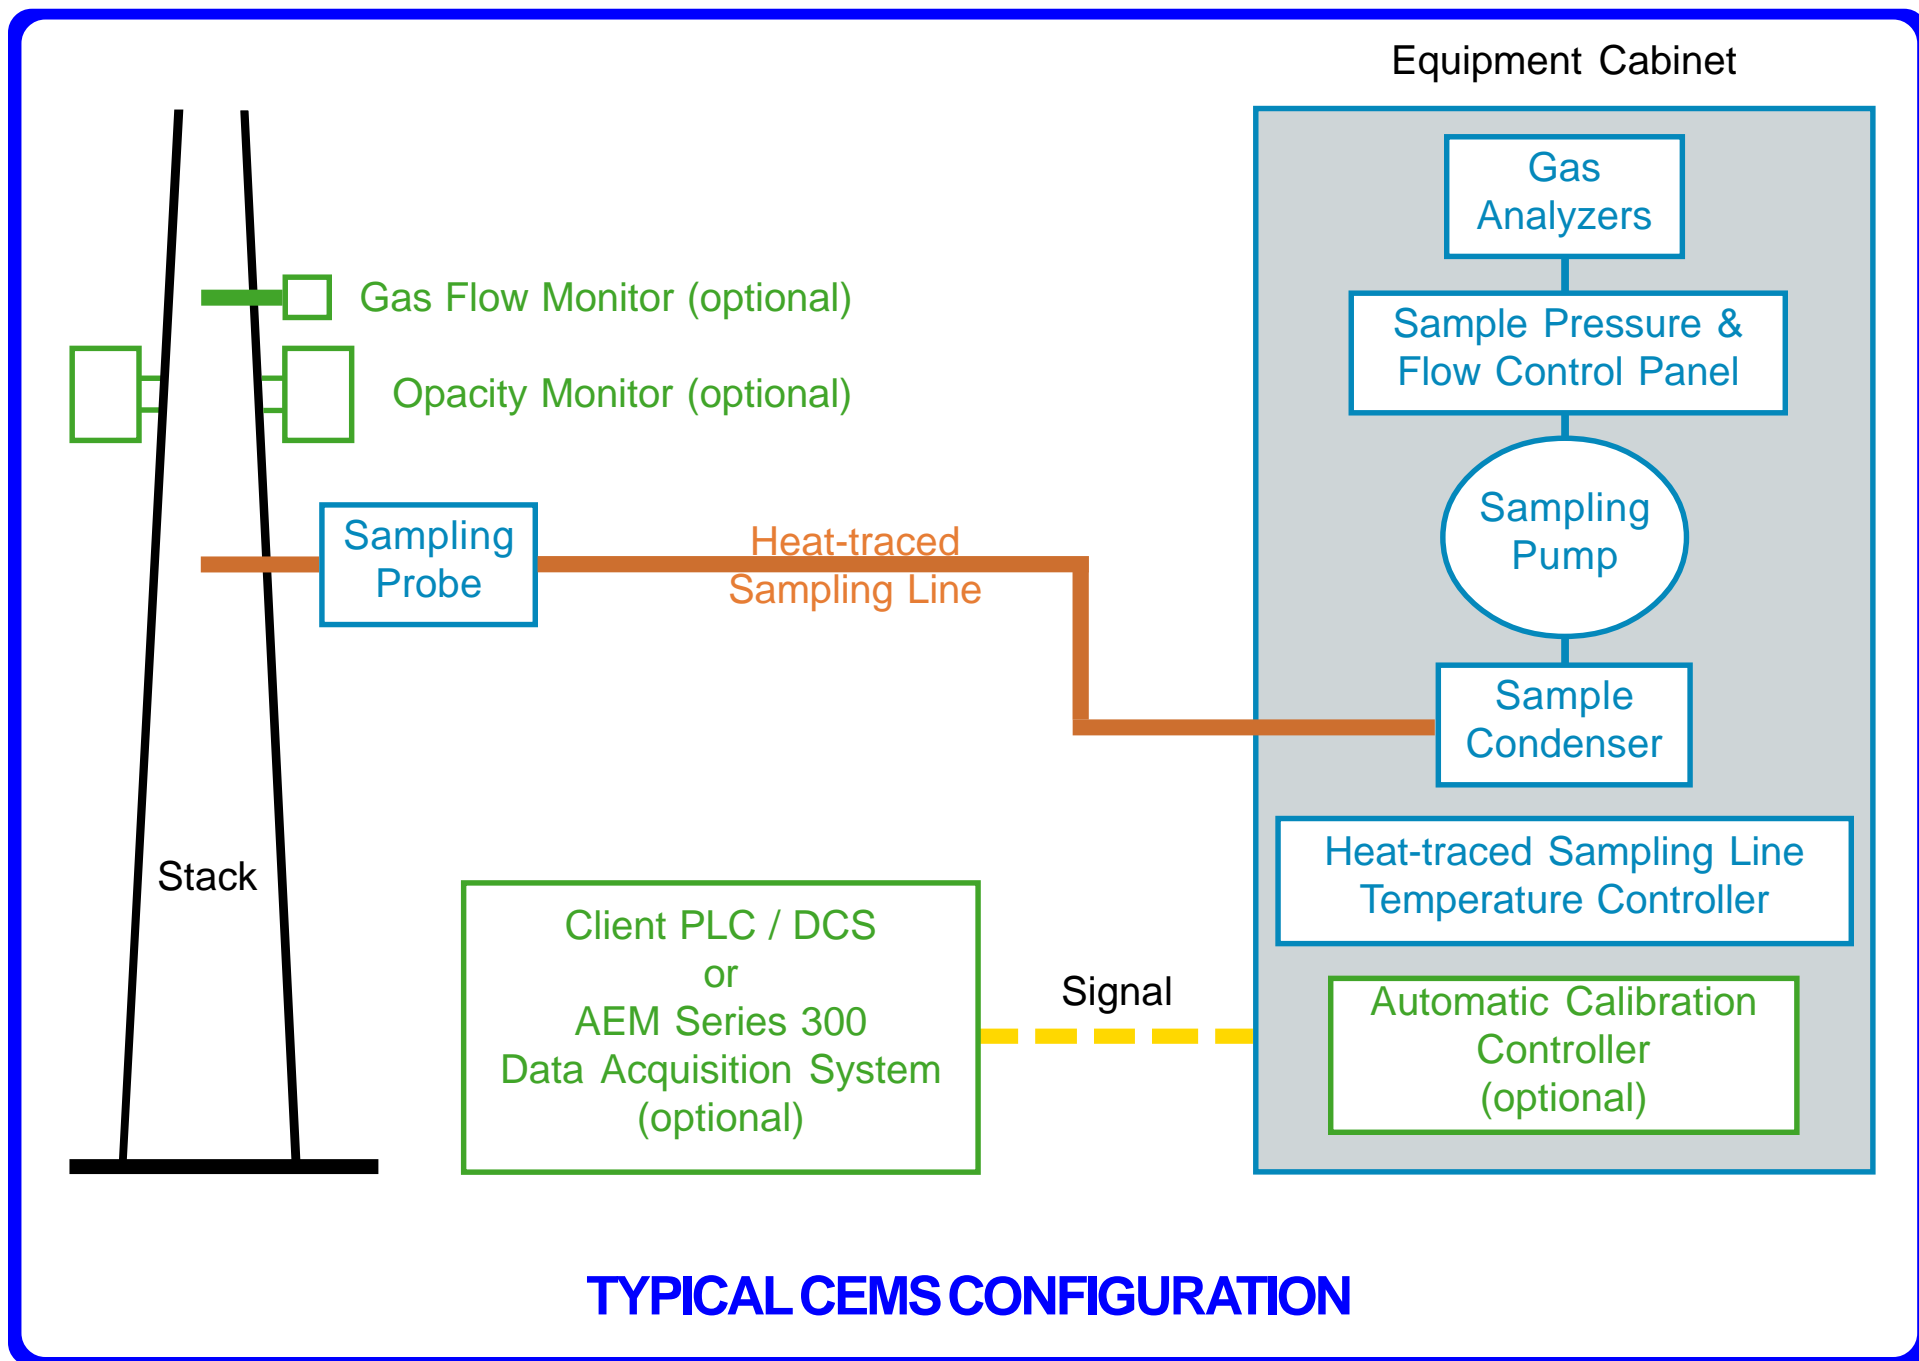 Equipment Cabinet
Gas
Analyzers
Sample Pressure &
Flow Control Panel
Sampling
Pump
Sample
Condenser
Heat-traced Sampling Line
Temperature Controller
Automatic Calibration
Controller
(optional)
Gas Flow Monitor (optional)
Opacity Monitor (optional)
Sampling
Probe
Heat-traced
Sampling Line
Stack
Client PLC / DCS
or
AEM Series 300
Data Acquisition System
(optional)
Signal
TYPICAL CEMS CONFIGURATION